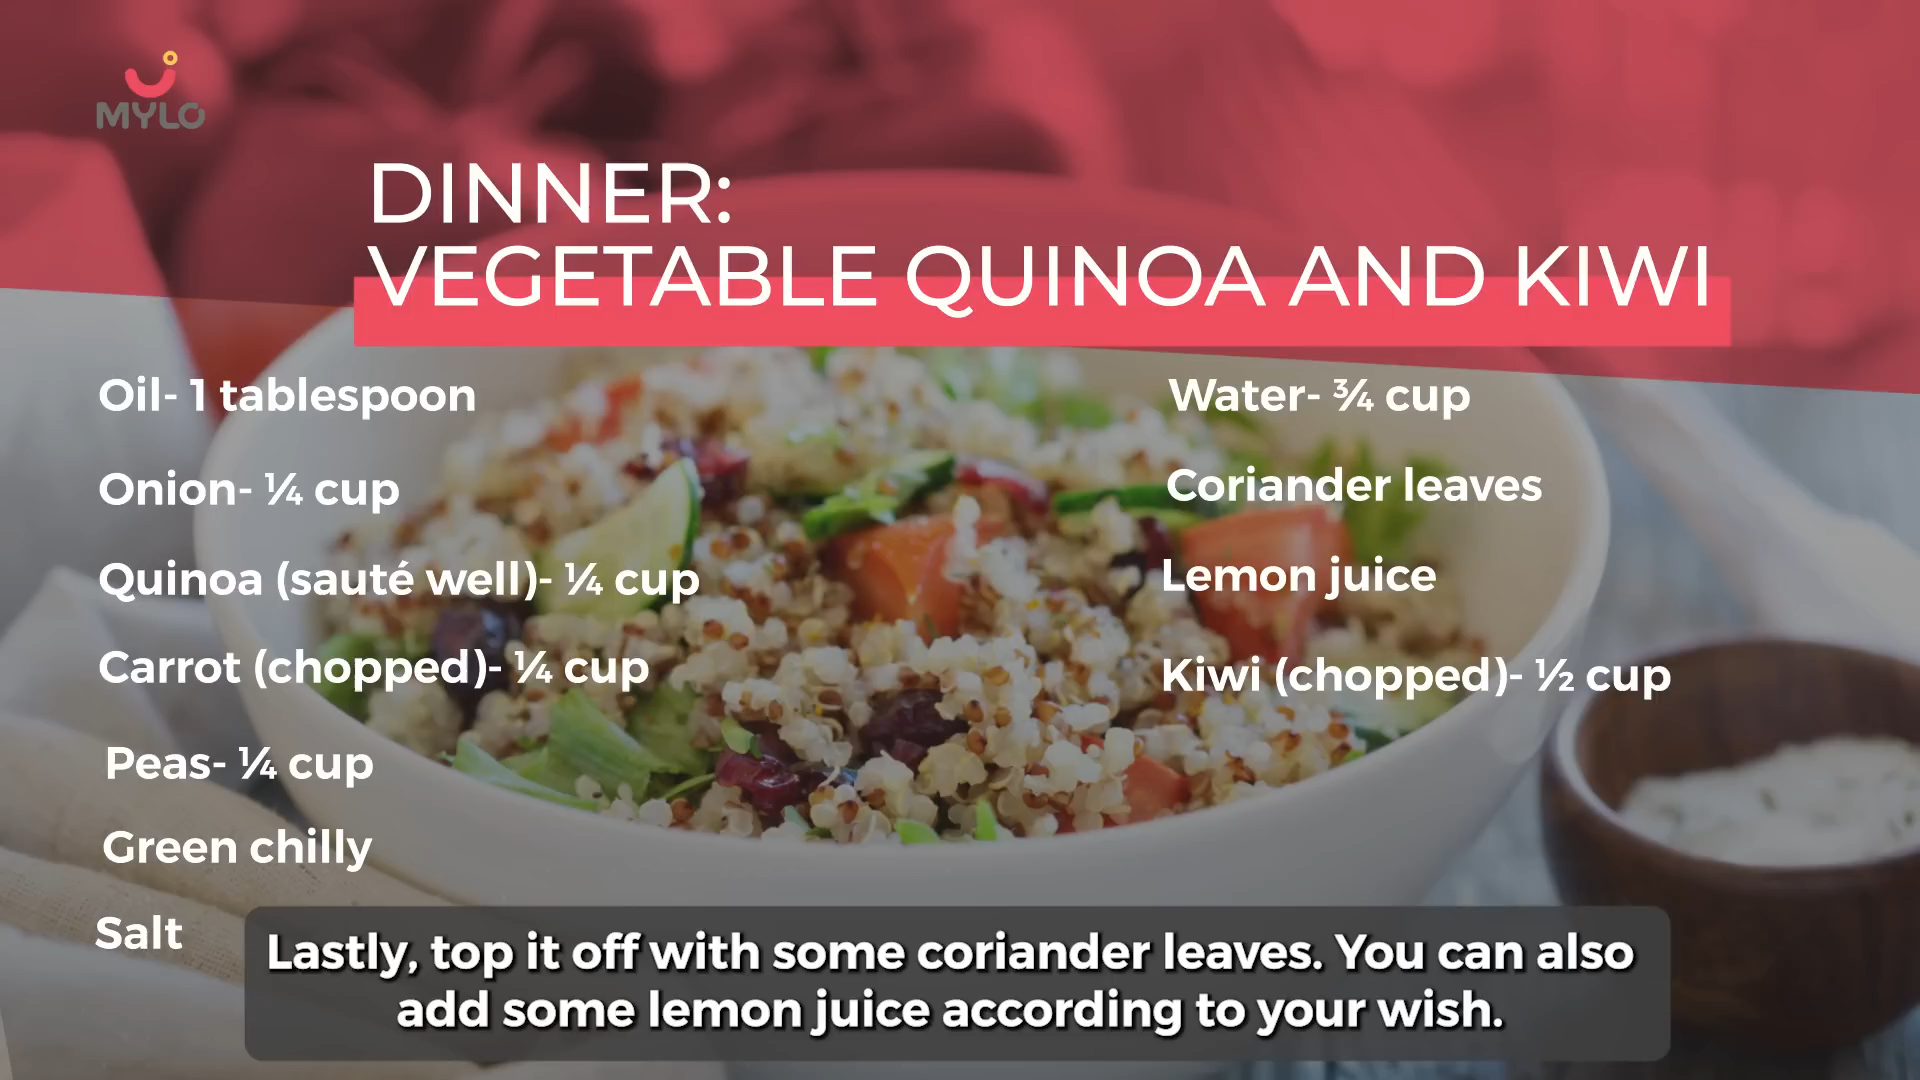 MYLO
DINNER:
VEGETABLE QUINOA AND KIWI
Oil- 1 tablespoon
Onion- ¼ cup
Quinoa (sauté well)- ¼ cup
Carrot (chopped)- ¼ cup
Peas- ¼ cup
Green chilly
Salt
Water- ¾ cup
Coriander leaves
Lemon juice
Kiwi (chopped)- ½ cup
Lastly, top it off with some coriander leaves. You can also
add some lemon juice according to your wish.